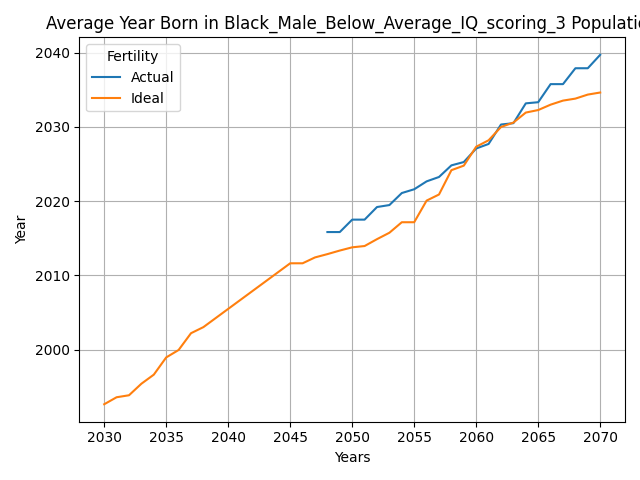 Average Year Born in Black_Male_Below_Average_IQ_scoring_3 Populatio
Fertility
Actual
Ideal
2040
2030
2020
2010
2000
Year
2030 2035 2040 2045 2050 2055 2060 2065 2070
Years